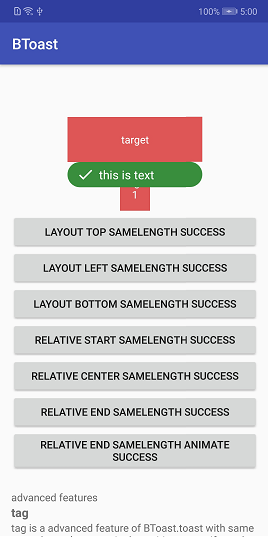 100% 5:00
BToast
target
this is text
1
LAYOUT TOP SAMELENGTH SUCCESS
LAYOUT LEFT SAMELENGTH SUCCESS
LAYOUT BOTTOM SAMELENGTH SUCCESS
RELATIVE START SAMELENGTH SUCCESS
RELATIVE CENTER SAMELENGTH SUCCESS
RELATIVE END SAMELENGTH SUCCESS
RELATIVE END SAMELENGTH ANIMATE
SUCCESS
advanced features
tag
tag is a advanced feature of BToast.toast with same